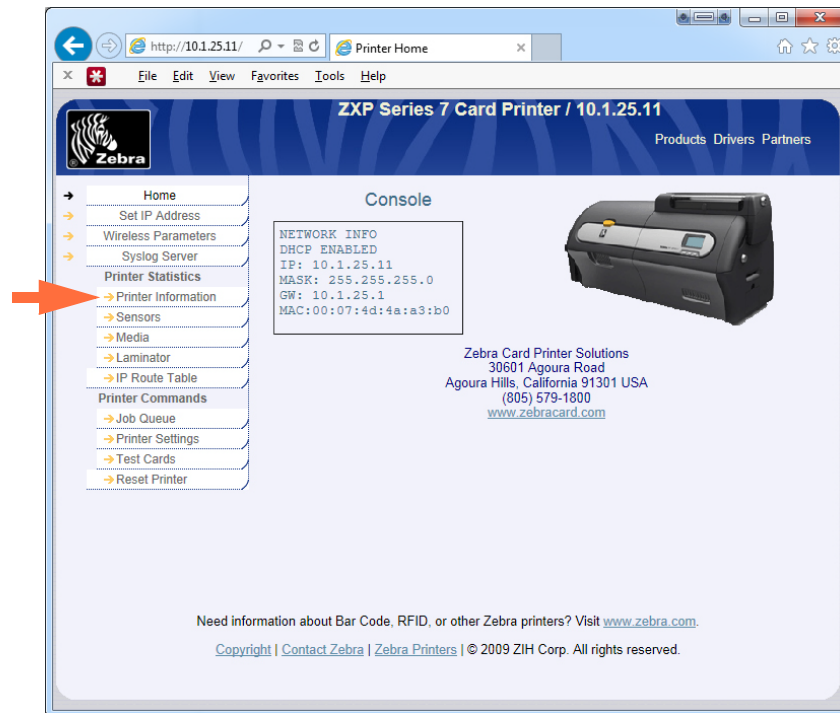 http://10.1.25.11/
Printer Home
File Edit View Favorites Tools Help
Zebra
ZXP Series 7 Card Printer / 10.1.25.11
Products Drivers Partners
Home
Set IP Address
Wireless Parameters
Syslog Server
Printer Statistics
Printer Information
Sensors
Media
Laminator
IP Route Table
Printer Commands
Job Queue
Printer Settings
Test Cards
Reset Printer
Console
NETWORK INFO
DHCP ENABLED
IP: 10.1.25.11
MASK: 255.255.255.0
GW: 10.1.25.1
MAC:00:07:4d:4a:a3:b0
Zebra Card Printer Solutions
30601 Agoura Road
Agoura Hills, California 91301 USA
(805) 579-1800
www.zebracard.com
Need information about Bar Code, RFID, or other Zebra printers? Visit www.zebra.com.
Copyright | Contact Zebra | Zebra Printers | © 2009 ZIH Corp. All rights reserved.